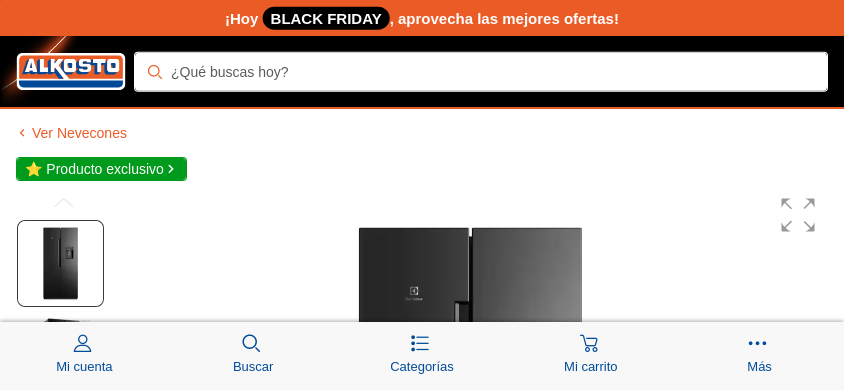 ¡Hoy BLACK FRIDAY, aprovecha las mejores ofertas!
ALKOSTO
¿Qué buscas hoy?
Ver Nevecones
Producto exclusivo
Mi cuenta
Buscar
Categorías
Mi carrito
Más